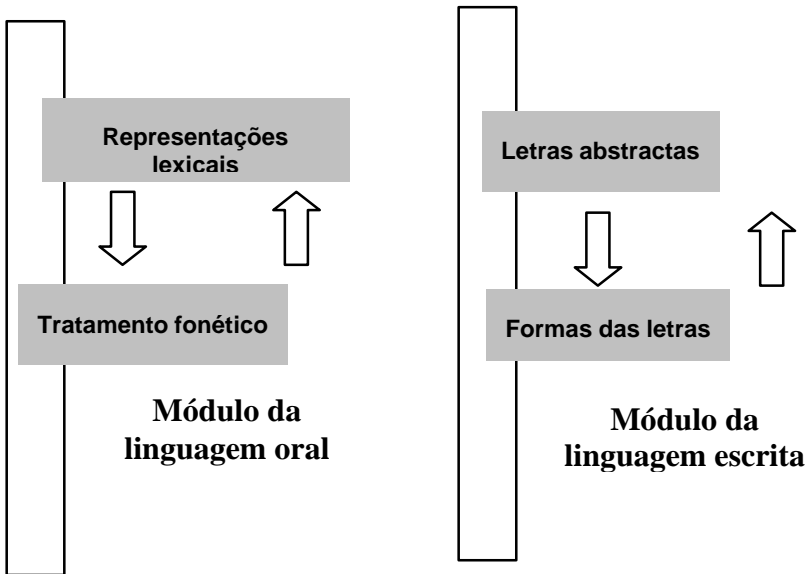 Representações
lexicais
Tratamento fonético
Módulo da
linguagem oral
Letras abstractas
Formas das letras
Módulo da
linguagem escrita